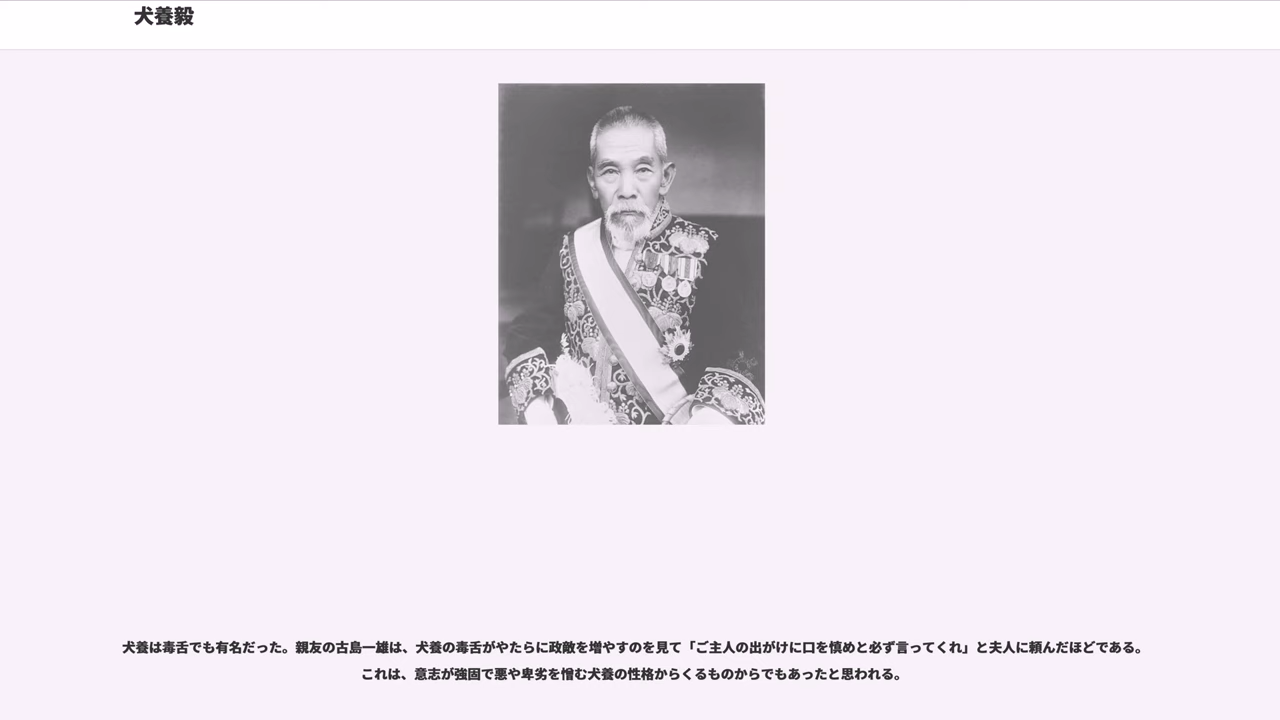 犬養毅
犬養は毒舌でも有名だった。親友の古島一雄は、犬養の毒舌がやたらに政敵を増やすのを見て「ご主人の出がけに口を慎めと必ず言ってくれ」と夫人に頼んだほどである。
これは、意志が強固で悪や卑劣を憎む犬養の性格からくるものからでもあったと思われる。